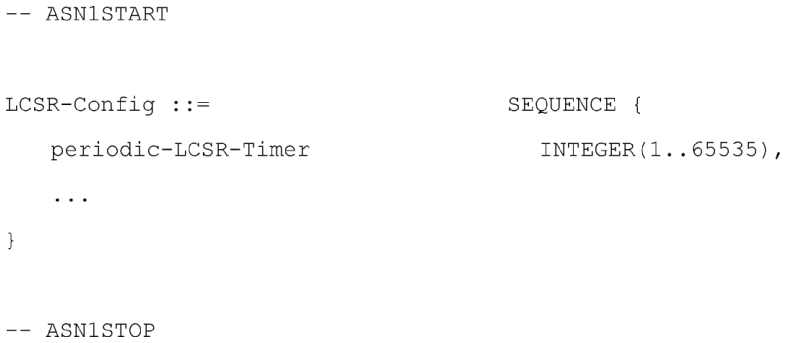 -- ASN1START
LCSR-Config ::= SEQUENCE {
periodic-LCSR-Timer INTEGER(1..65535),
...
}
-- ASN1STOP